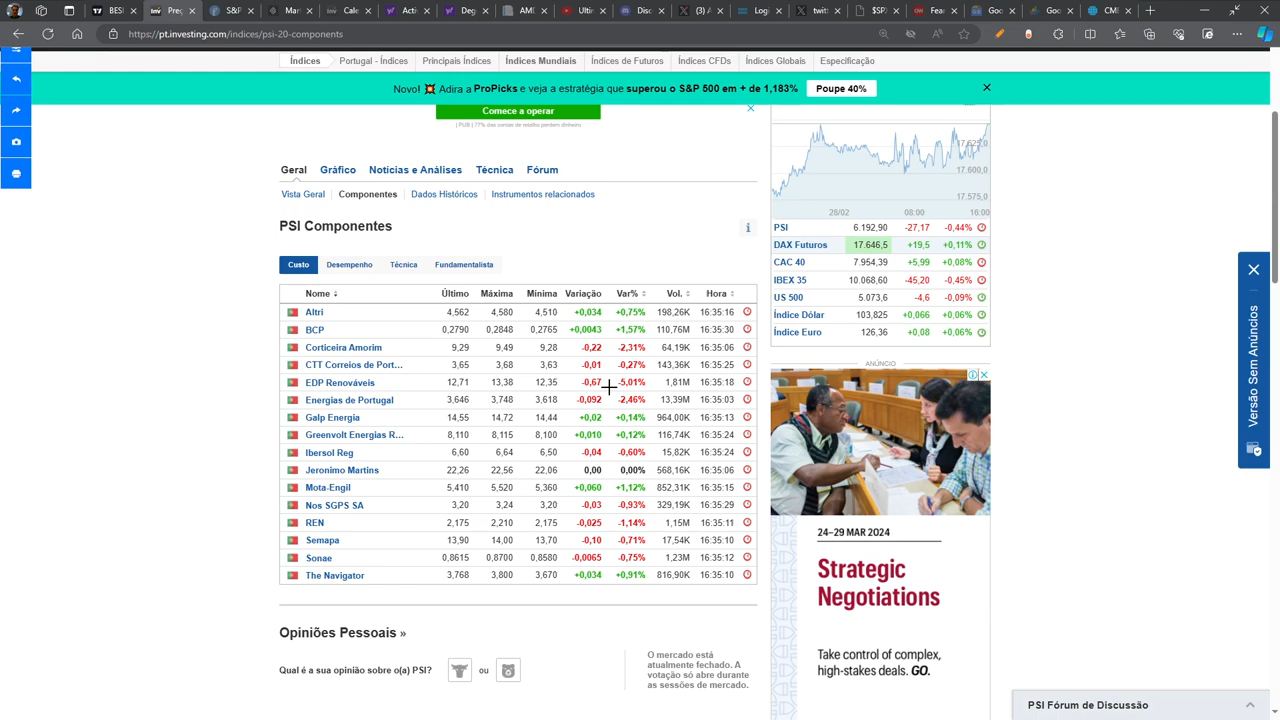 https://pt.investing.com/indices/psi-20-components
Índices
Portugal - Índices
Principais Índices
Índices Mundiais
Índices de Futuros
Índices CFDs
Índices Globais
Especificação
Novo! 💥 Adira a ProPicks e veja a estratégia que superou o S&P 500 em + de 1,183%
Poupe 40%
Comece a operar
| PUB | 77% das contas de retalho perdem dinheiro
Geral
Gráfico
Notícias e Análises
Técnica
Fórum
Vista Geral
Componentes
Dados Históricos
Instrumentos relacionados
PSI Componentes
Custo
Desempenho
Técnica
Fundamentalista
Nome Último Máxima Mínima Variação Var% Vol. Hora
Altri 4,562 4,580 4,510 +0,034 +0,75% 198,26K 16:35:16
BCP 0,2790 0,2848 0,2765 +0,0043 +1,57% 110,76M 16:35:30
Corticeira Amorim 9,29 9,49 9,28 -0,22 -2,31% 64,19K 16:35:06
CTT Correios de Port... 3,65 3,68 3,63 -0,01 -0,27% 143,36K 16:35:25
EDP Renováveis 12,71 13,38 12,35 -0,67 -5,01% 1,81M 16:35:18
Energias de Portugal 3,646 3,748 3,618 -0,092 -2,46% 13,39M 16:35:03
Galp Energia 14,55 14,72 14,44 +0,02 +0,14% 964,00K 16:35:13
Greenvolt Energias R... 8,110 8,115 8,100 +0,010 +0,12% 116,74K 16:35:24
Ibersol Reg 6,60 6,64 6,50 -0,04 -0,60% 15,82K 16:35:24
Jeronimo Martins 22,26 22,56 22,06 0,00 0,00% 568,16K 16:35:06
Mota-Engil 5,410 5,520 5,360 +0,060 +1,12% 852,31K 16:35:15
Nos SGPS SA 3,20 3,24 3,20 -0,03 -0,93% 329,19K 16:35:29
REN 2,175 2,210 2,175 -0,025 -1,14% 1,15M 16:35:11
Semapa 13,90 14,00 13,70 -0,10 -0,71% 17,54K 16:35:10
Sonae 0,8615 0,8700 0,8580 -0,0065 -0,75% 1,23M 16:35:12
The Navigator 3,768 3,800 3,670 +0,034 +0,91% 816,90K 16:35:10
Opiniões Pessoais »
Qual é a sua opinião sobre o(a) PSI?
ou
O mercado está
atualmente fechado. A
votação só abre durante
as sessões de mercado.
17.625,0
17.600,0
17.575,0
28/02 08:00 16:00
PSI 6.192,90 -27,17 -0,44%
DAX Futuros 17.646,5 +19,5 +0,11%
CAC 40 7.954,39 +5,99 +0,08%
IBEX 35 10.068,60 -45,20 -0,45%
US 500 5.073,6 -4,6 -0,09%
Índice Dólar 103,825 +0,066 +0,06%
Índice Euro 126,36 +0,08 +0,06%
ANÚNCIO
24–29 MAR 2024
Strategic
Negotiations
Take control of complex,
high-stakes deals. GO.
Versão Sem Anúncios
PSI Fórum de Discussão